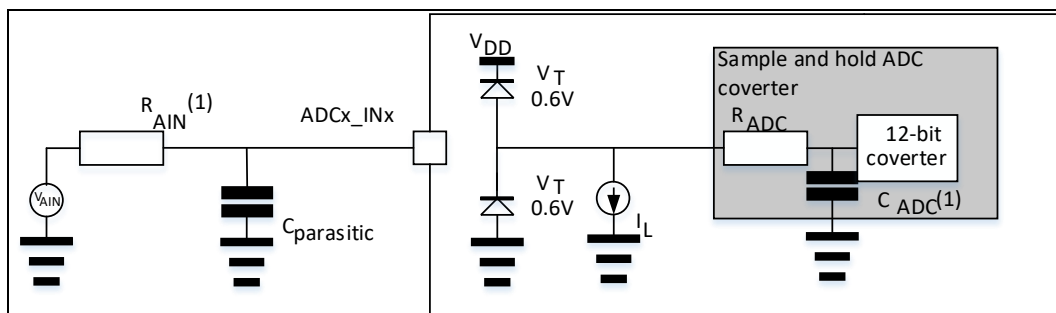 R AIN (1)
V AIN
C parasitic
ADCx_INx
V DD
V T
0.6V
V T
0.6V
I L
Sample and hold ADC
coverter
R ADC
12-bit
coverter
C ADC (1)